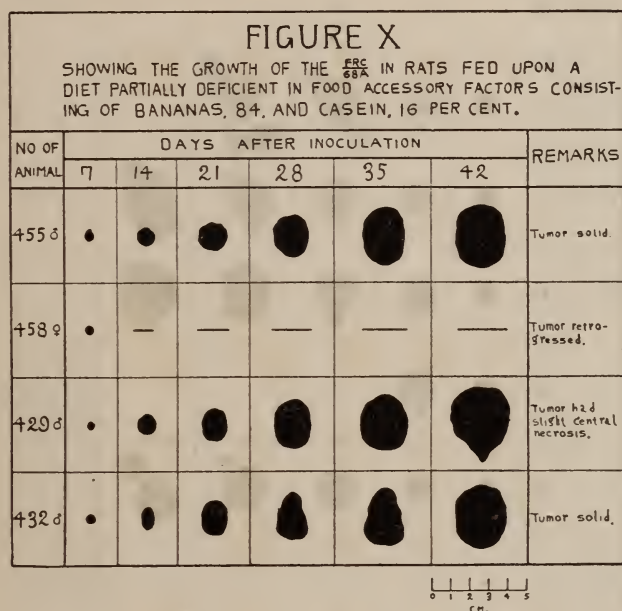 FIGURE X
SHOWING THE GROWTH OF THE FRC/68A IN RATS FED UPON A
DIET PARTIALLY DEFICIENT IN FOOD ACCESSORY FACTORS CONSIST-
ING OF BANANAS, 84, AND CASEIN, 16 PER CENT.
NO OF ANIMAL
DAYS AFTER INOCULATION
REMARKS
7 14 21 28 35 42
455♂ Tumor solid.
458♀ — — — — — Tumor retro-
gressed.
429♂ Tumor had
slight central
necrosis.
432♂ Tumor solid.
0 1 2 3 4 5
CM.